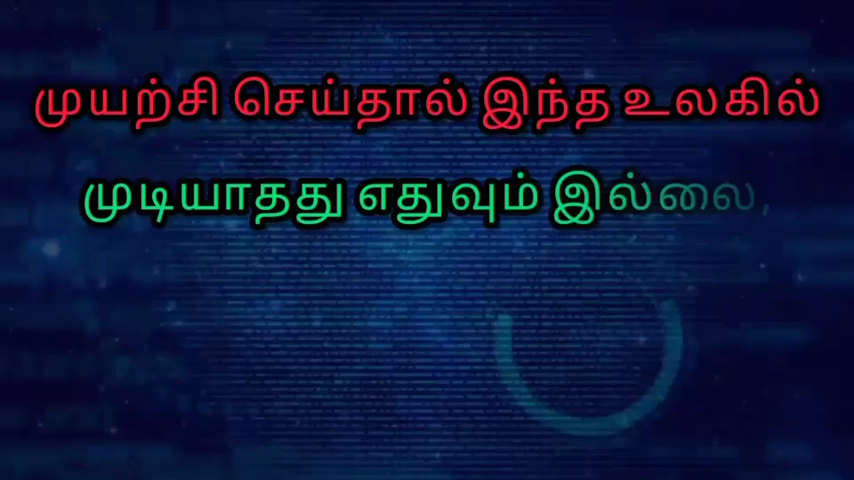 முயற்சி செய்தால் இந்த உலகில்
முடியாதது எதுவும் இல்லை,